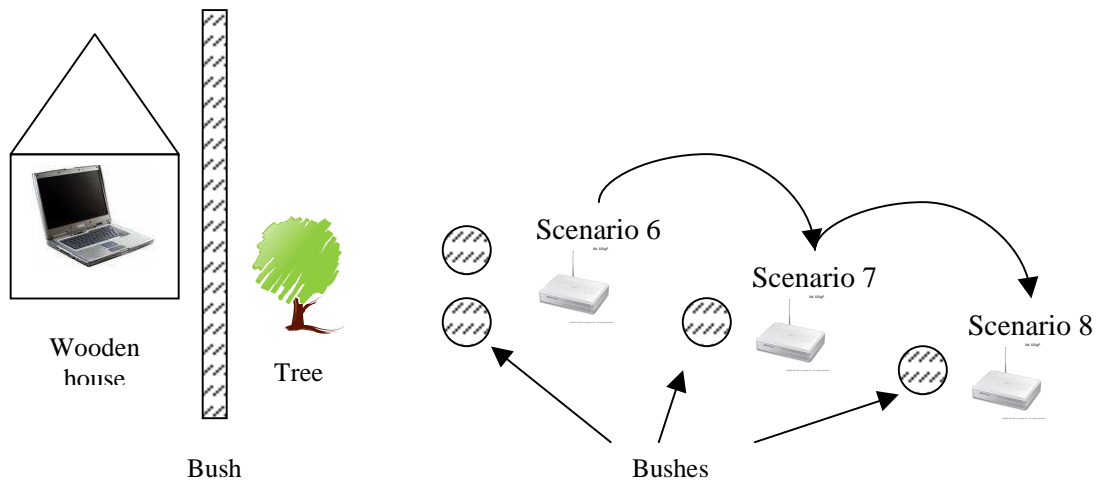 Scenario 6
Scenario 7
Scenario 8
Wooden
house
Tree
Bush
Bushes